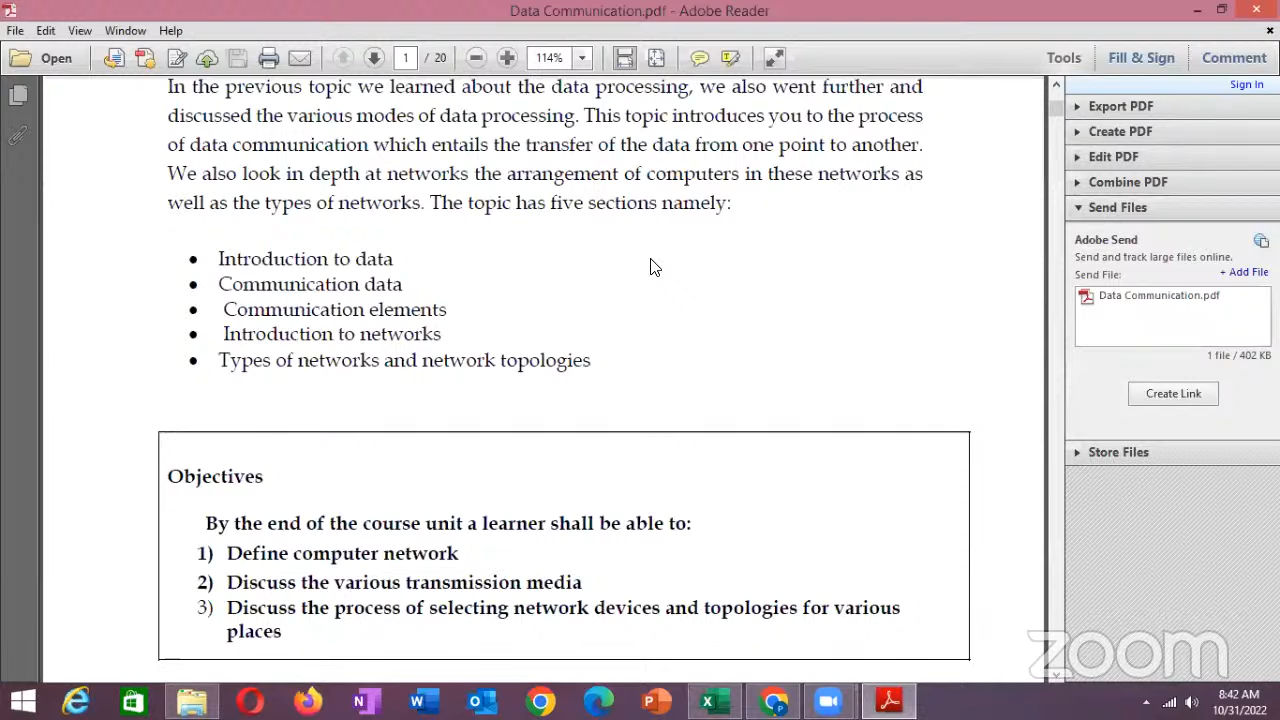 Data Communication.pdf - Adobe Reader
File Edit View Window Help
Open 1 / 20 114% Tools Fill & Sign Comment
Sign In
In the previous topic we learned about the data processing, we also went further and
discussed the various modes of data processing. This topic introduces you to the process
of data communication which entails the transfer of the data from one point to another.
We also look in depth at networks the arrangement of computers in these networks as
well as the types of networks. The topic has five sections namely:
• Introduction to data
• Communication data
• Communication elements
• Introduction to networks
• Types of networks and network topologies
Objectives
By the end of the course unit a learner shall be able to:
1) Define computer network
2) Discuss the various transmission media
3) Discuss the process of selecting network devices and topologies for various
places
Export PDF
Create PDF
Edit PDF
Combine PDF
Send Files
Adobe Send
Send and track large files online.
Send File:
+ Add File
Data Communication.pdf
1 file / 402 KB
Create Link
Store Files
zoom
8:42 AM
10/31/2022